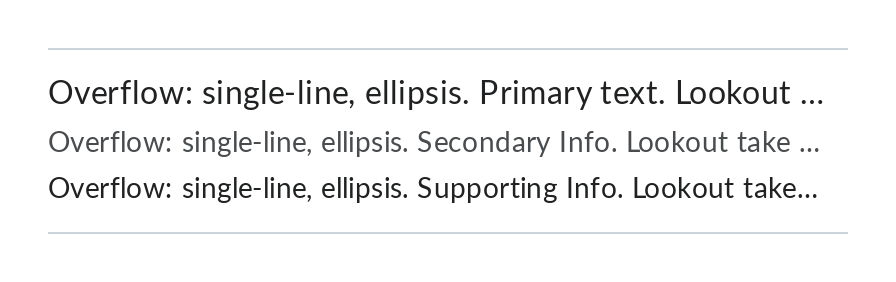 Overflow: single-line, ellipsis. Primary text. Lookout ...
Overflow: single-line, ellipsis. Secondary Info. Lookout take ...
Overflow: single-line, ellipsis. Supporting Info. Lookout take...